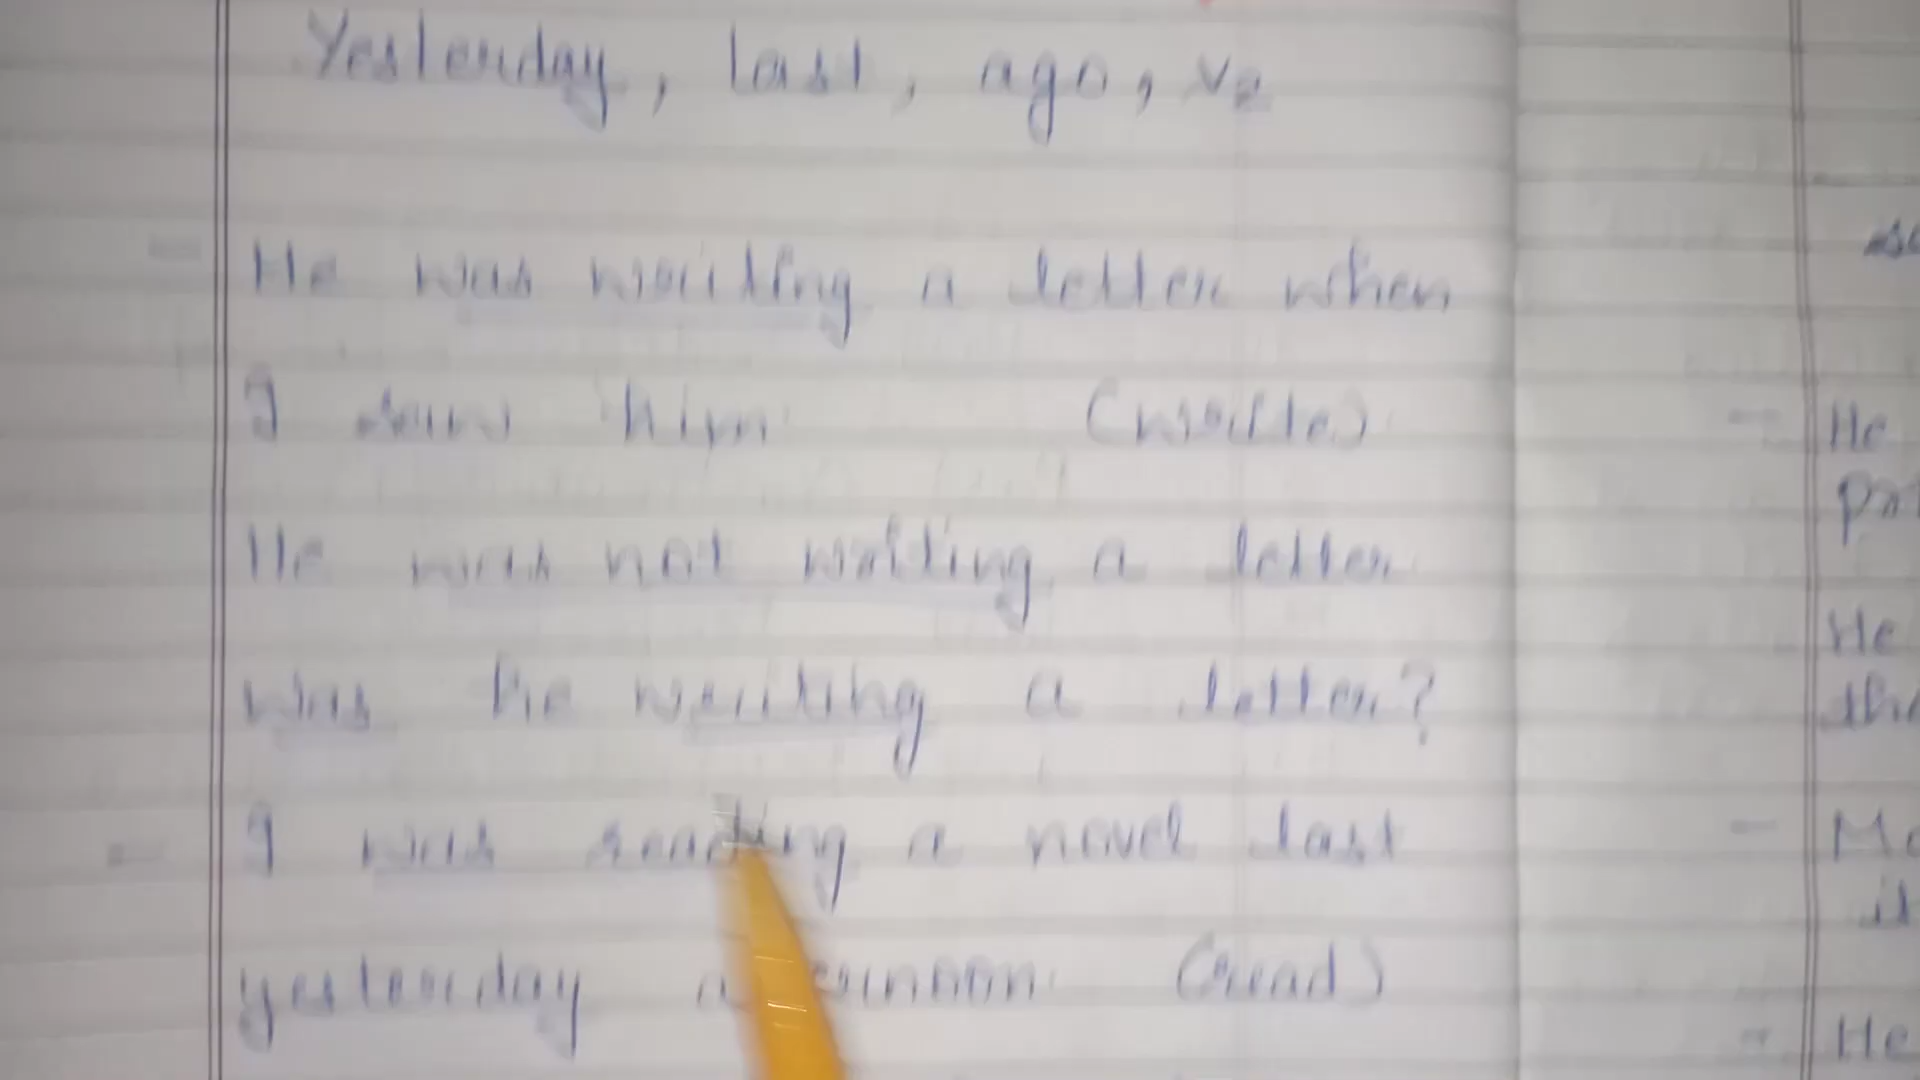 Yesterday, last, ago, V2
- He was writing a letter when
I saw him (write)
He was not writing a letter
was he writing a letter?
- I was reading a novel last
yesterday (read)
- He
He
-
- He